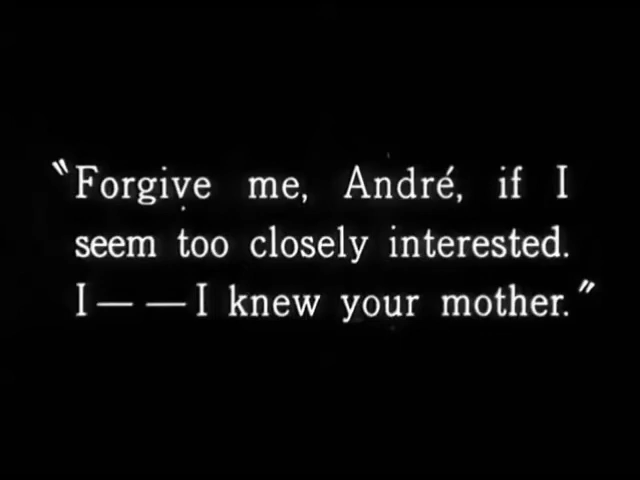 "Forgive me, André, if I
seem too closely interested.
I— —I knew your mother."